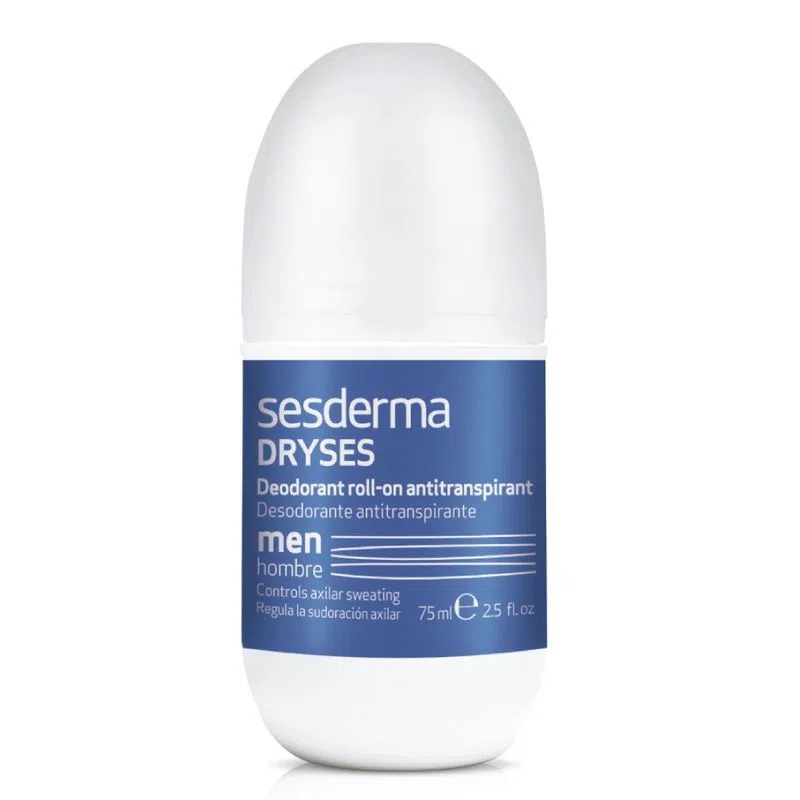 sesderma
DRYSES
Deodorant roll-on antitranspirant
Desodorante antitranspirante
men
hombre
Controls axilar sweating
Regula la sudoración axilar 75 ml ℮ 2.5 fl. oz